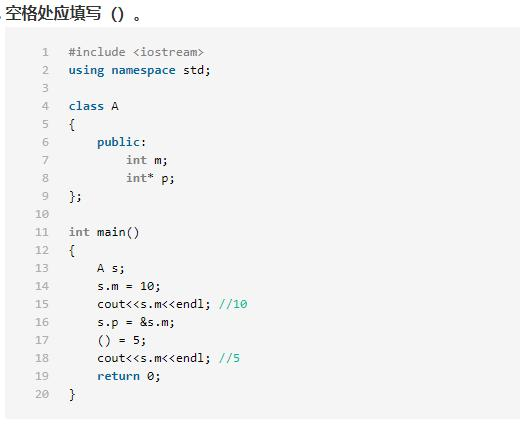 .空格处应填写（）。
1 #include <iostream>
2 using namespace std;
3
4 class A
5 {
6     public:
7         int m;
8         int* p;
9 };
10
11 int main()
12 {
13     A s;
14     s.m = 10;
15     cout<<s.m<<endl; //10
16     s.p = &s.m;
17     () = 5;
18     cout<<s.m<<endl; //5
19     return 0;
20 }